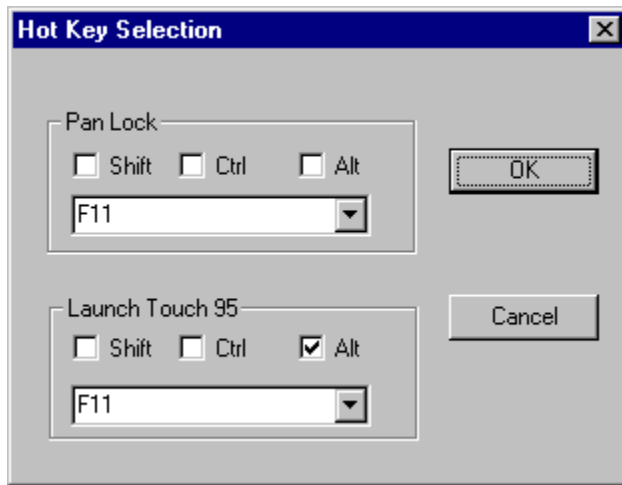 Hot Key Selection
Pan Lock
Shift Ctrl Alt
F11
OK
Launch Touch 95
Shift Ctrl Alt
F11
Cancel